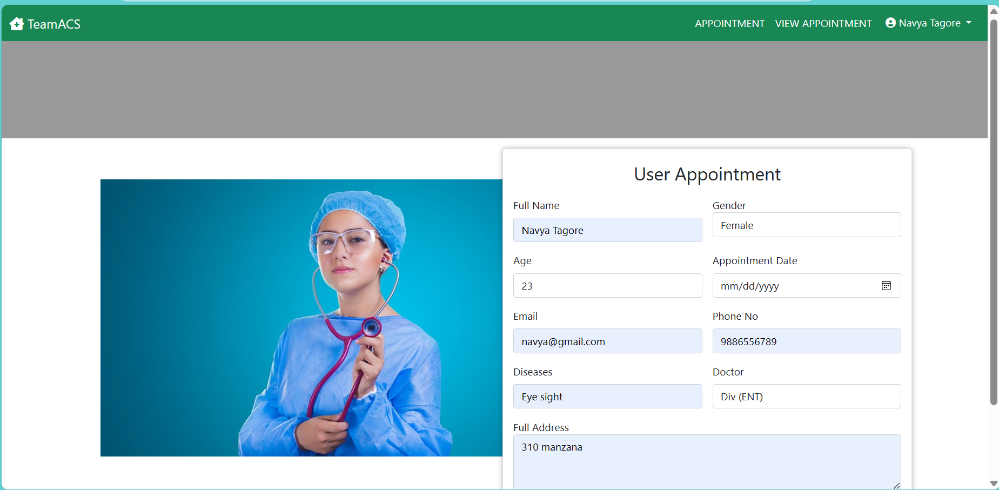 TeamACS
APPOINTMENT
VIEW APPOINTMENT
Navya Tagore
User Appointment
Full Name
Gender
Navya Tagore
Female
Age
Appointment Date
23
mm/dd/yyyy
Email
Phone No
navya@gmail.com
9886556789
Diseases
Doctor
Eye sight
Div (ENT)
Full Address
310 manzana